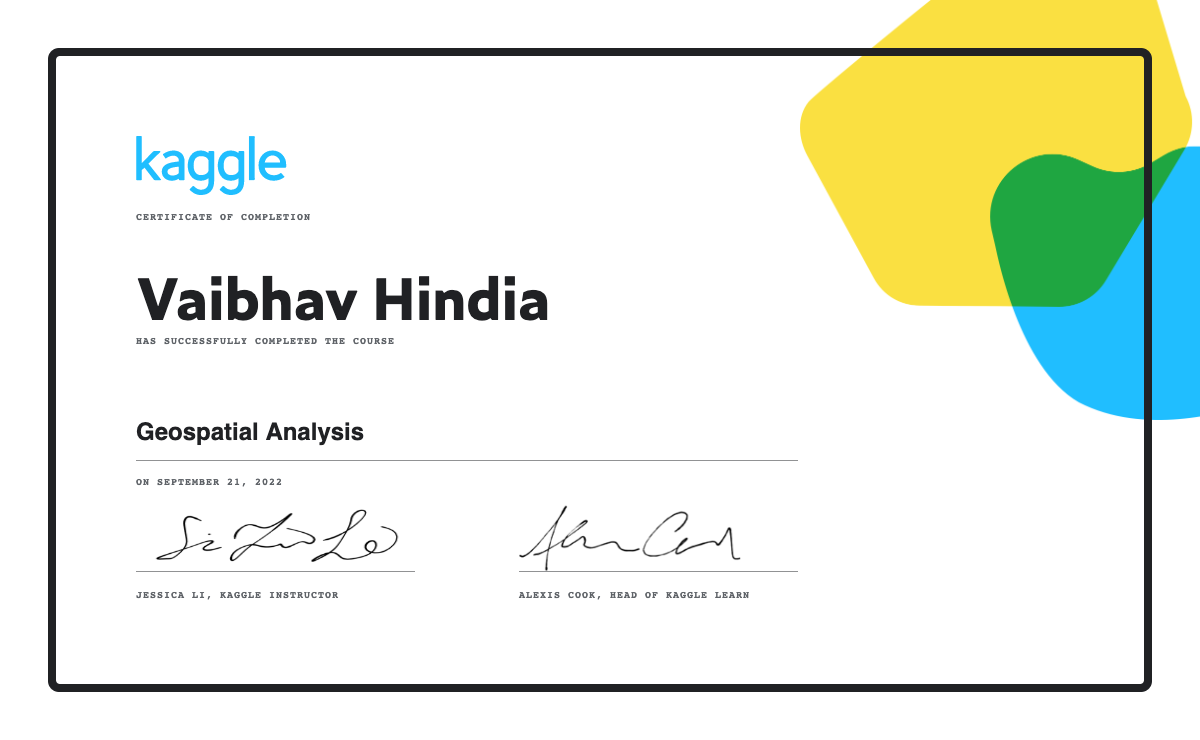 kaggle
CERTIFICATE OF COMPLETION
Vaibhav Hindia
HAS SUCCESSFULLY COMPLETED THE COURSE
Geospatial Analysis
ON SEPTEMBER 21, 2022
JESSICA LI, KAGGLE INSTRUCTOR
ALEXIS COOK, HEAD OF KAGGLE LEARN